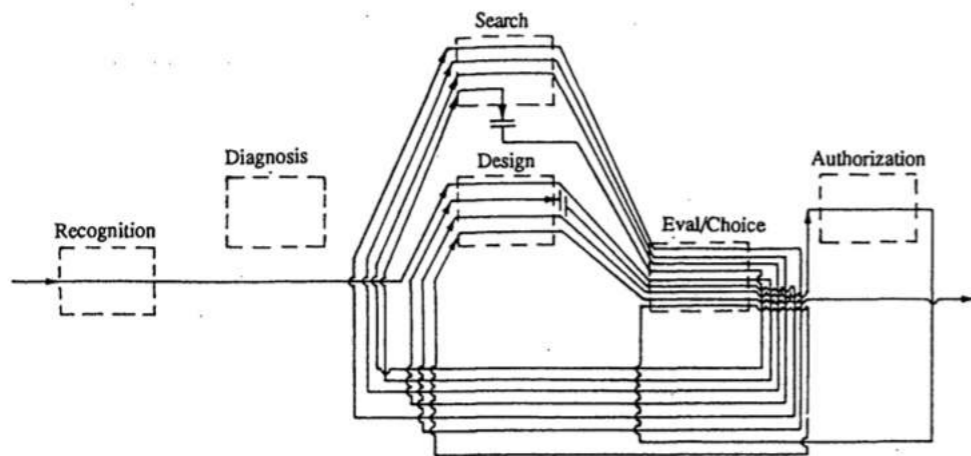 Search
Diagnosis
Design
Authorization
Recognition
Eval/Choice